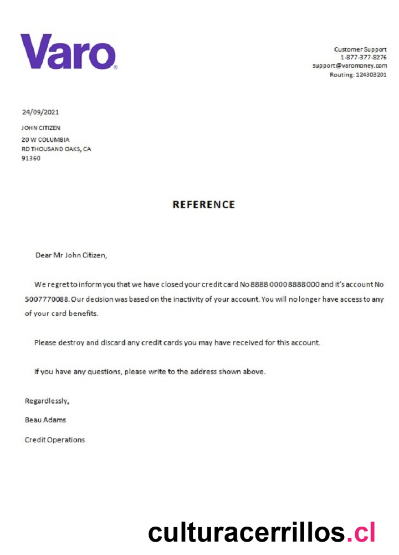 Varo
Customer Support
1-877-377-8276
support@varomoney.com
Routing: 124303201
24/09/2021
JOHN CITIZEN
20 W COLUMBIA
RD THOUSAND OAKS, CA
91360
REFERENCE
Dear Mr John Citizen,
We regret to inform you that we have closed your credit card No 8888 0000 8888 000 and it's account No
5007770088. Our decision was based on the inactivity of your account. You will no longer have access to any
of your card benefits.
Please destroy and discard any credit cards you may have received for this account.
If you have any questions, please write to the address shown above.
Regardlessly,
Beau Adams
Credit Operations
culturacerrillos.cl